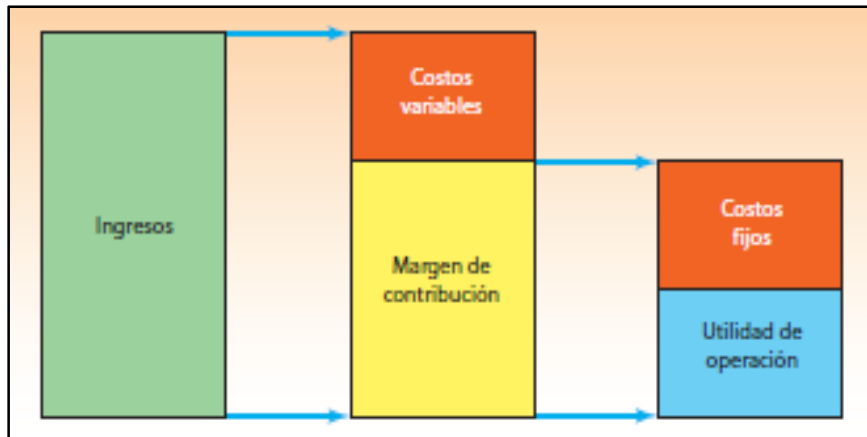 Ingresos
Costos
variables
Margen de
contribución
Costos
fijos
Utilidad de
operación